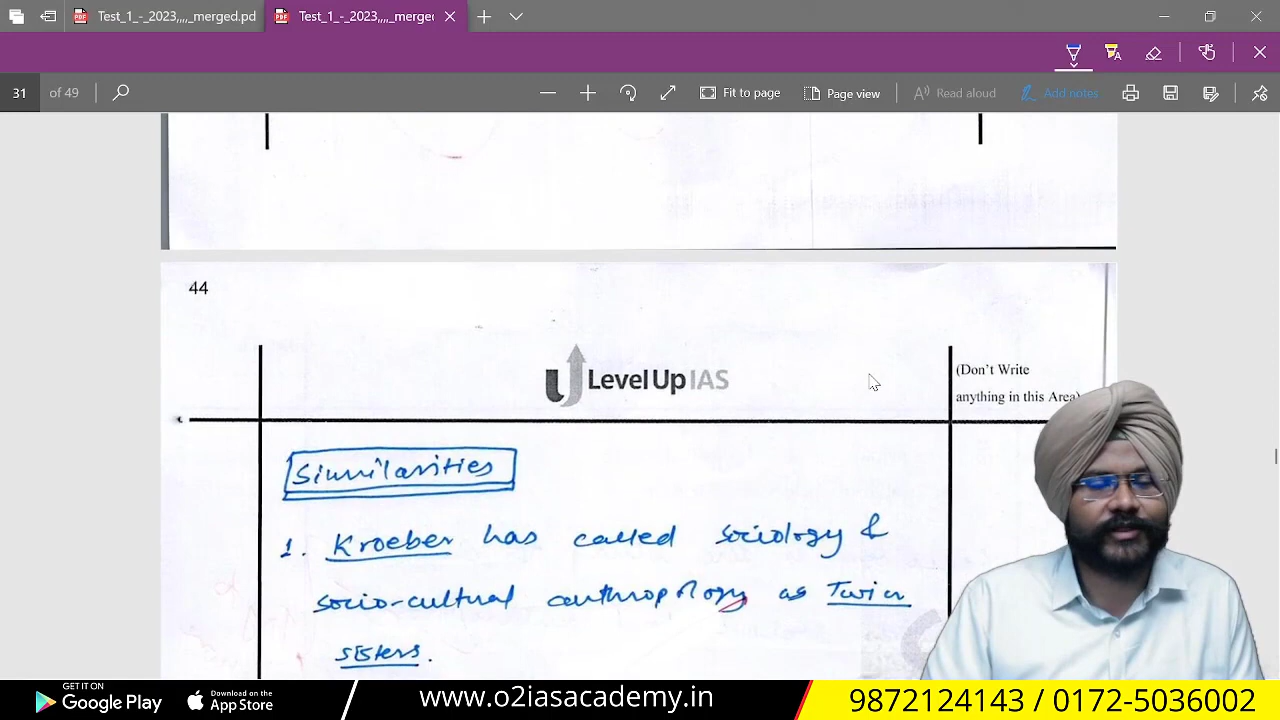 Test_1_-_2023,,,,_merged.pd
Test_1_-_2023,,,,_merge
31 of 49
Fit to page
Page view
Read aloud
Add notes
44
Level Up IAS
(Don't Write
anything in this Area)
Similarities
1. Kroeber has called sociology &
socio-cultural anthropology as Twin
sisters.
GET IT ON
Google Play
Download on the
App Store
www.o2iasacademy.in
9872124143 / 0172-5036002